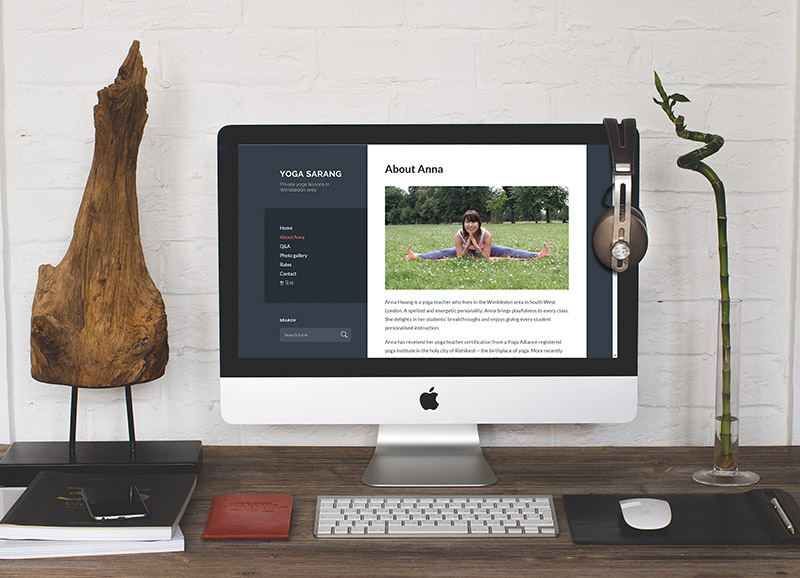 YOGA SARANG
Private yoga lessons in
Wimbledon area
Home
About Anna
Q&A
Photo gallery
Rates
Contact
한국어
SEARCH
Search form
About Anna
Anna Hwang is a yoga teacher who lives in the Wimbledon area in South West
London. A spirited and energetic personality, Anna brings playfulness to every class.
She delights in her students' breakthroughs and enjoys giving every student
personalised instruction.
Anna has received her yoga teacher certification from a Yoga Alliance registered
yoga institute in the holy city of Rishikesh – the birthplace of yoga. More recently